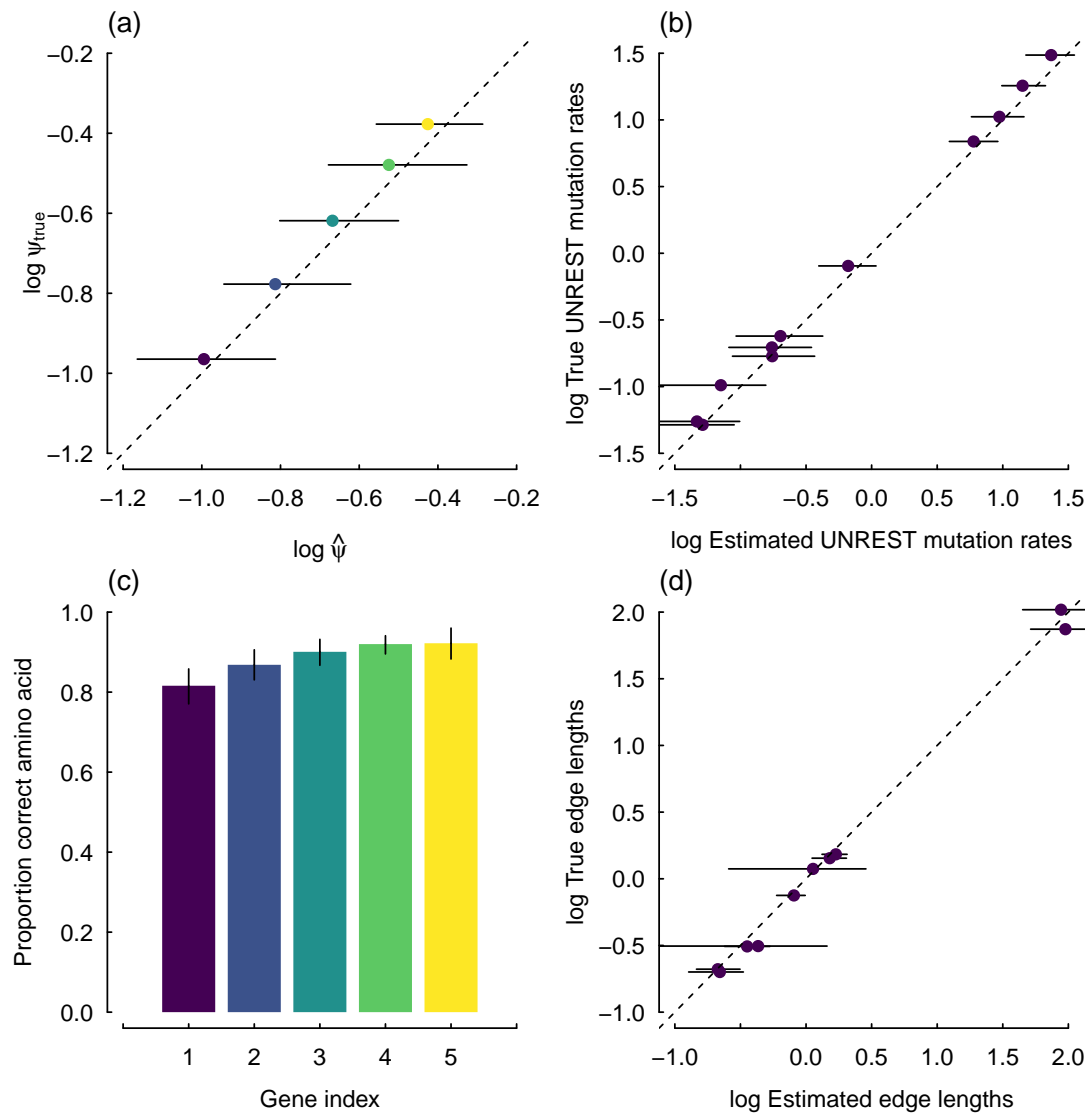 (a)
−0.2
−0.4
−0.6
−0.8
−1.0
−1.2
log ψtrue
−1.2 −1.0 −0.8 −0.6 −0.4 −0.2
log ψ̂
(b)
1.5
1.0
0.5
0.0
−0.5
−1.0
−1.5
log True UNREST mutation rates
−1.5 −0.5 0.0 0.5 1.0 1.5
log Estimated UNREST mutation rates
(c)
1.0
0.8
0.6
0.4
0.2
0.0
Proportion correct amino acid
1 2 3 4 5
Gene index
(d)
2.0
1.5
1.0
0.5
0.0
−0.5
−1.0
log True edge lengths
−1.0 0.0 0.5 1.0 1.5 2.0
log Estimated edge lengths